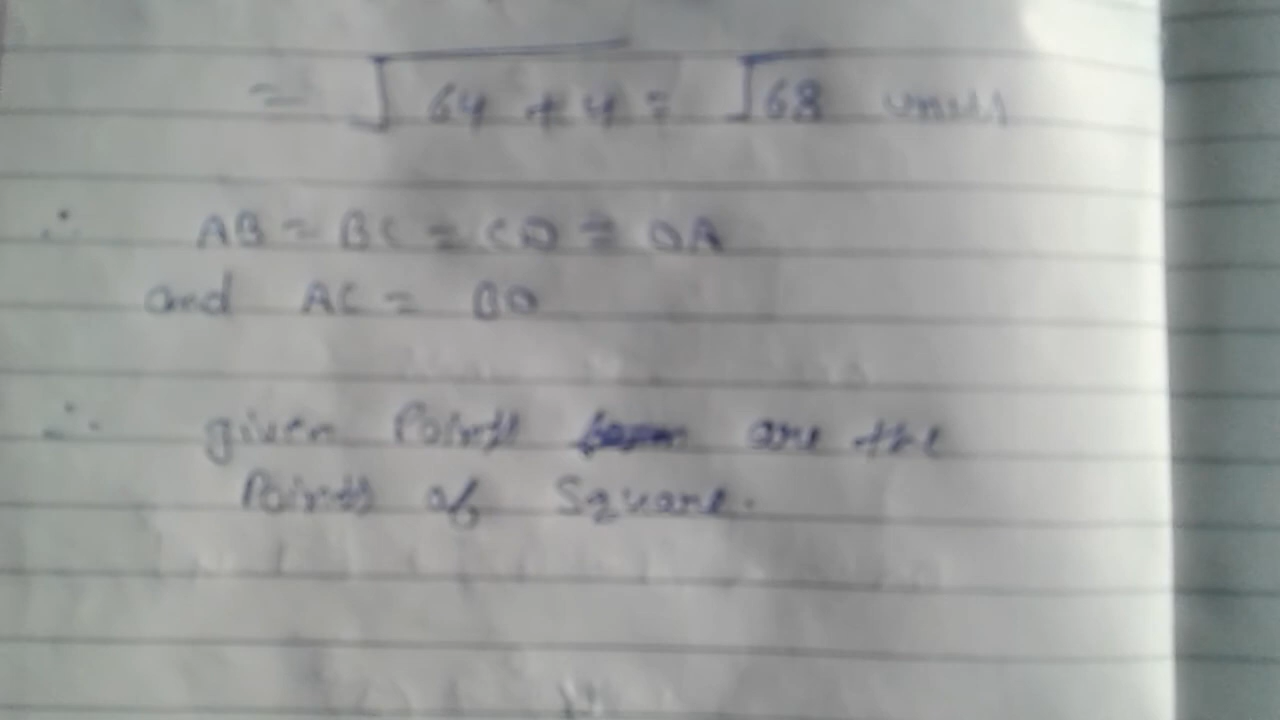 = √64 + 4 = √68 units
∴ AB = BC = CD = DA
and AC = BD
∴ given Points are the
Points of Square.